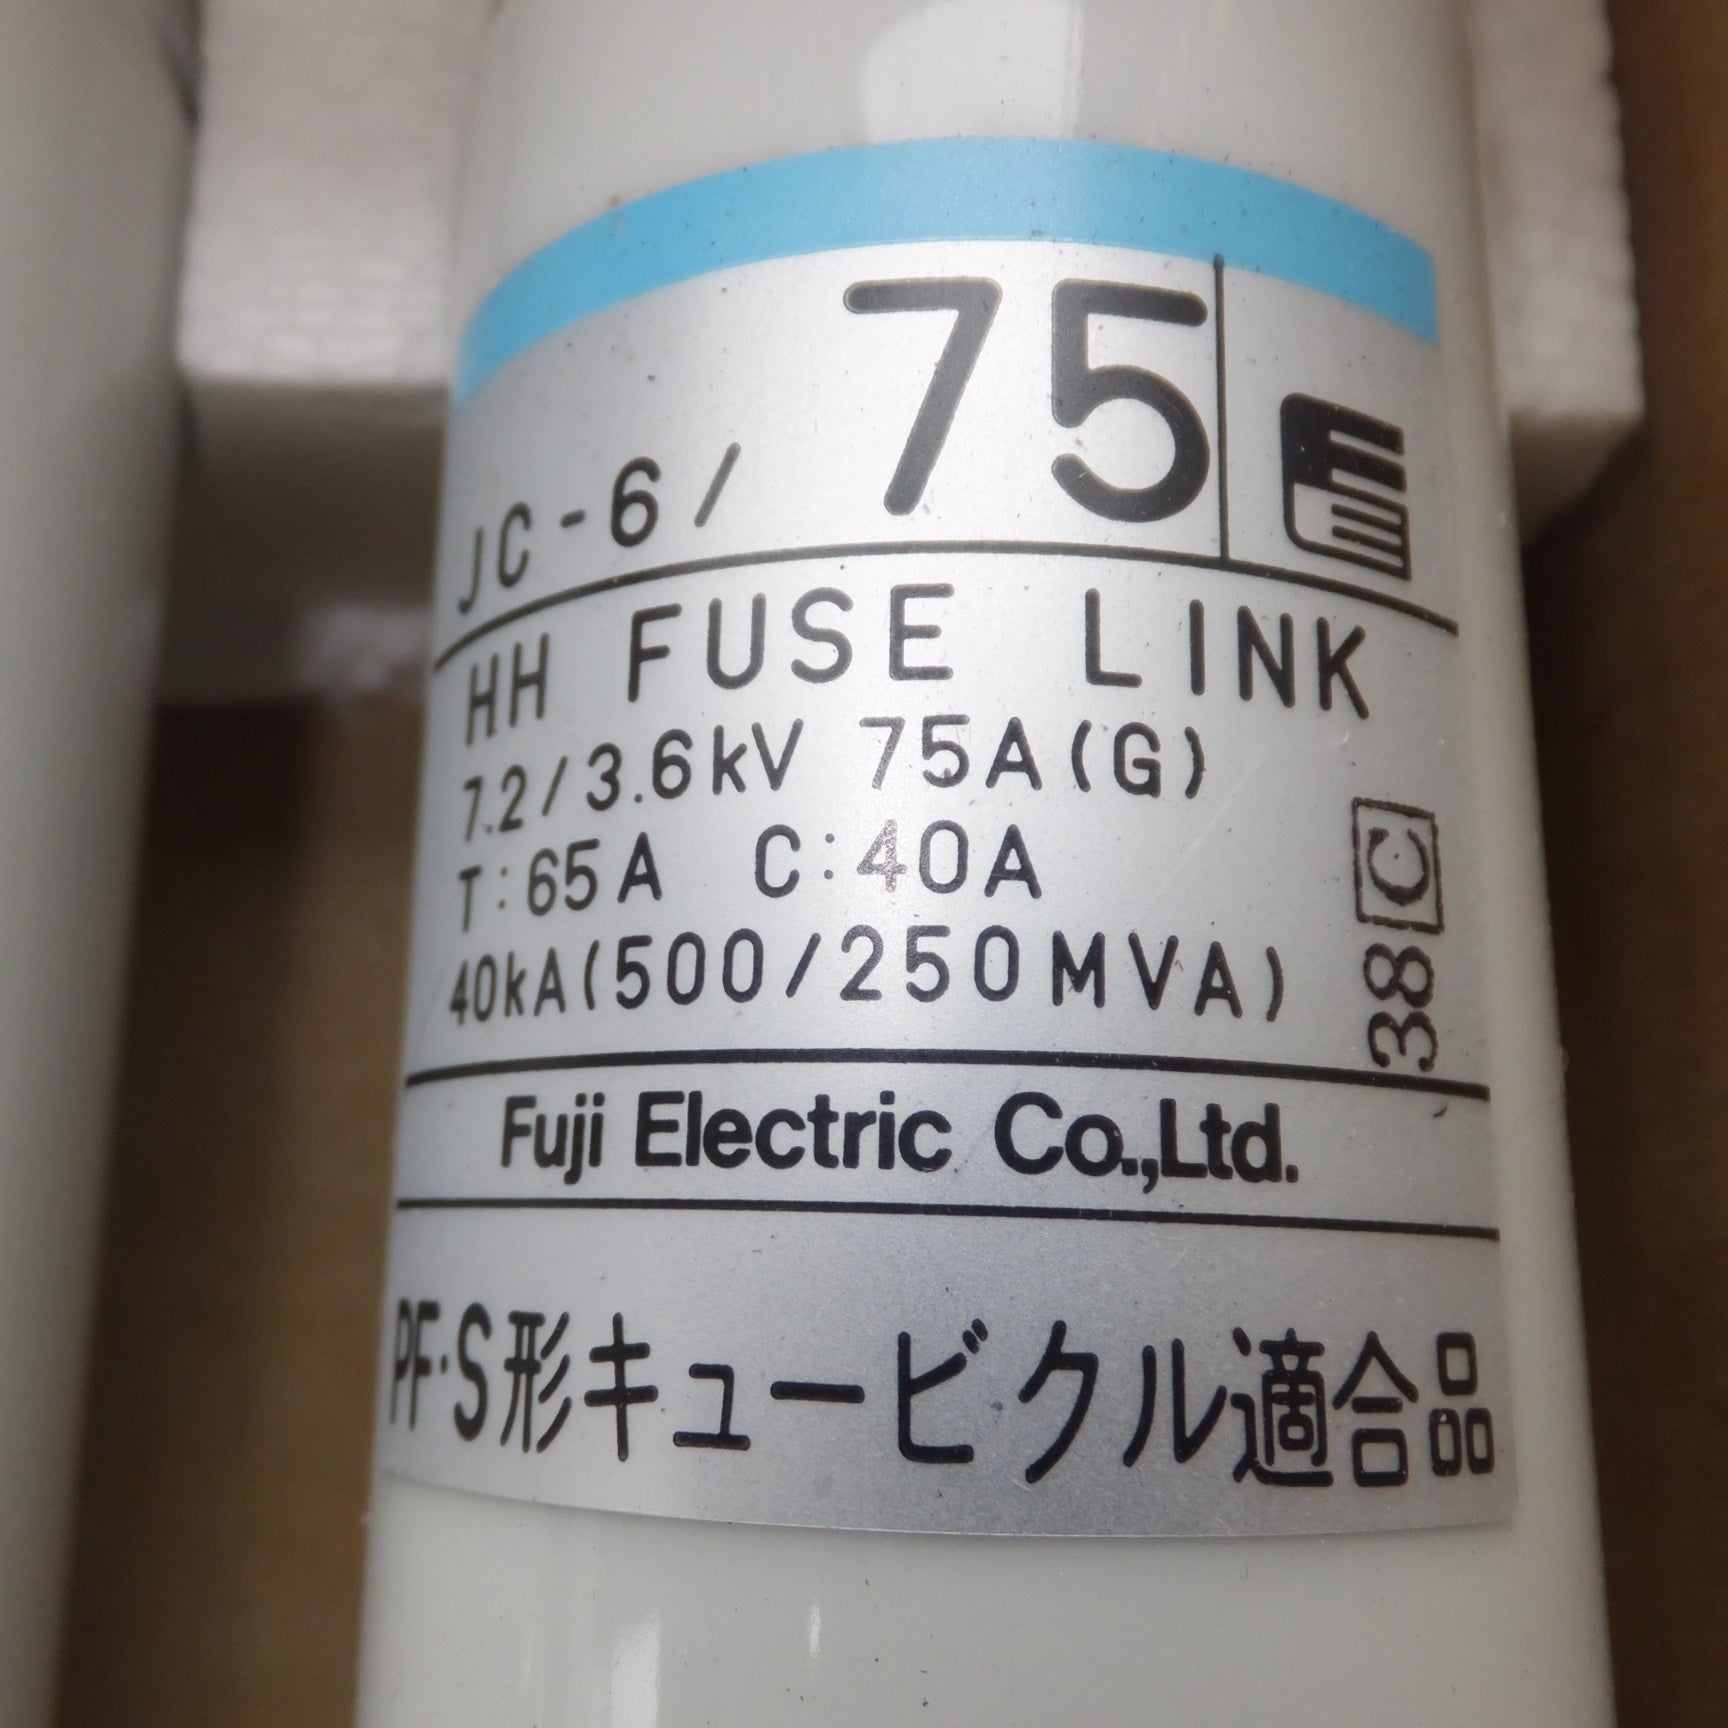 JC-6/75
HH FUSE LINK
7.2/3.6kV 75A(G)
T:65A C:40A
40kA(500/250MVA)
38 C
Fuji Electric Co.,Ltd.
PF·S形キュービクル適合品